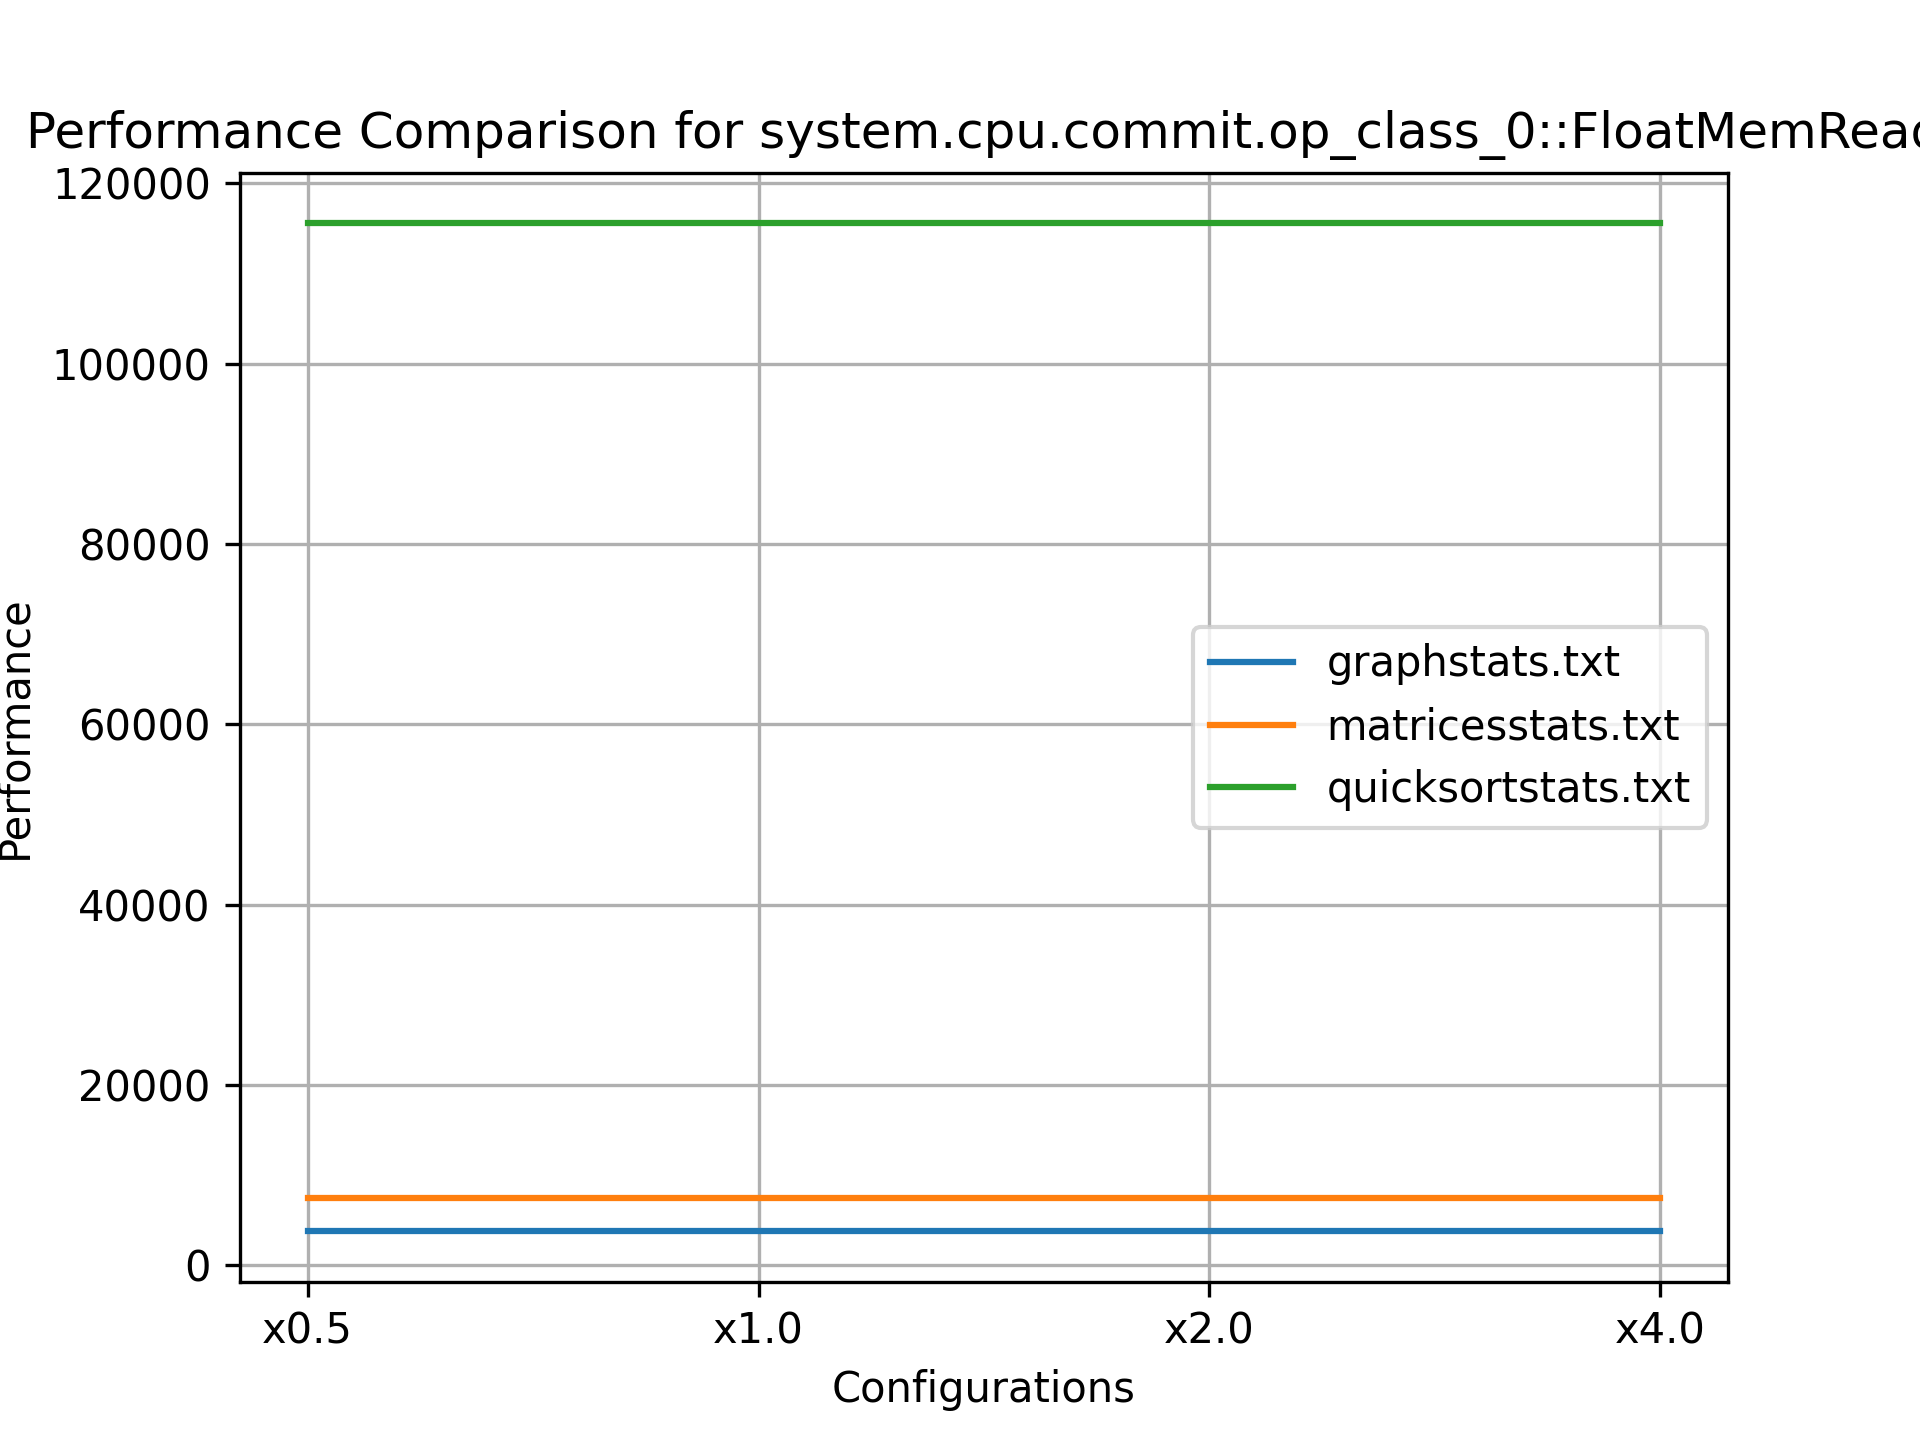 Performance Comparison for system.cpu.commit.op_class_0::FloatMemRea
120000
100000
80000
60000
40000
20000
0
Performance
graphstats.txt
matricesstats.txt
quicksortstats.txt
x0.5 x1.0 x2.0 x4.0
Configurations